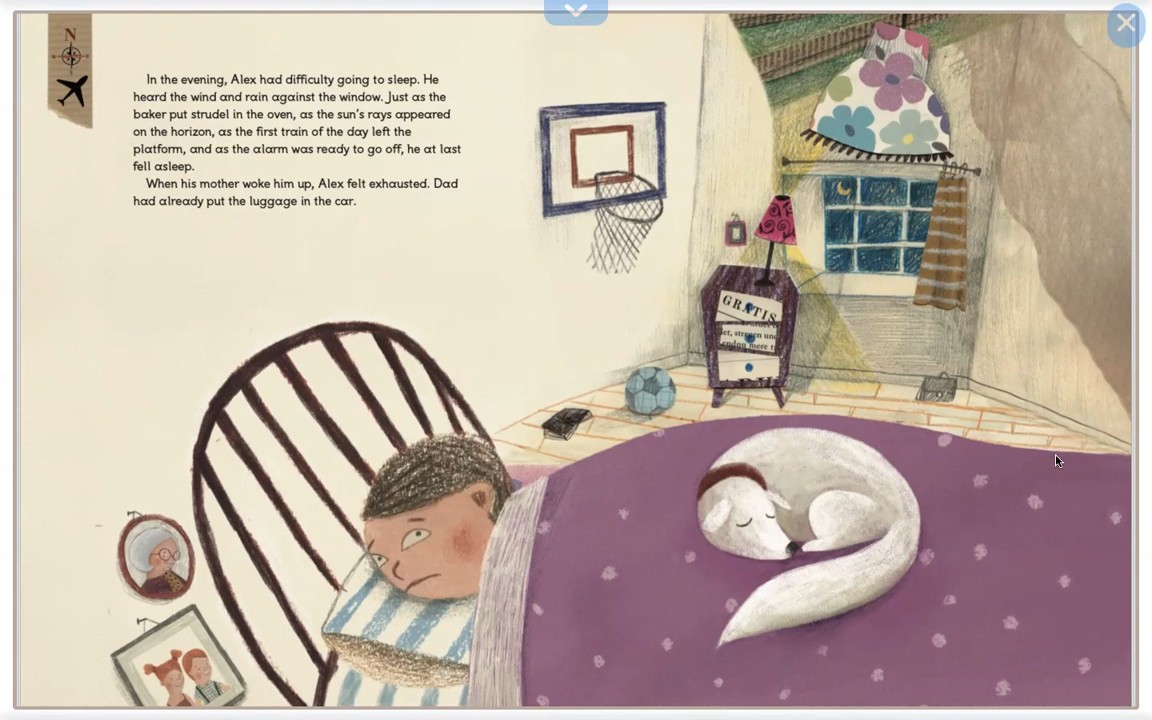 N
In the evening, Alex had difficulty going to sleep. He
heard the wind and rain against the window. Just as the
baker put strudel in the oven, as the sun's rays appeared
on the horizon, as the first train of the day left the
platform, and as the alarm was ready to go off, he at last
fell asleep.
When his mother woke him up, Alex felt exhausted. Dad
had already put the luggage in the car.
GRATIS